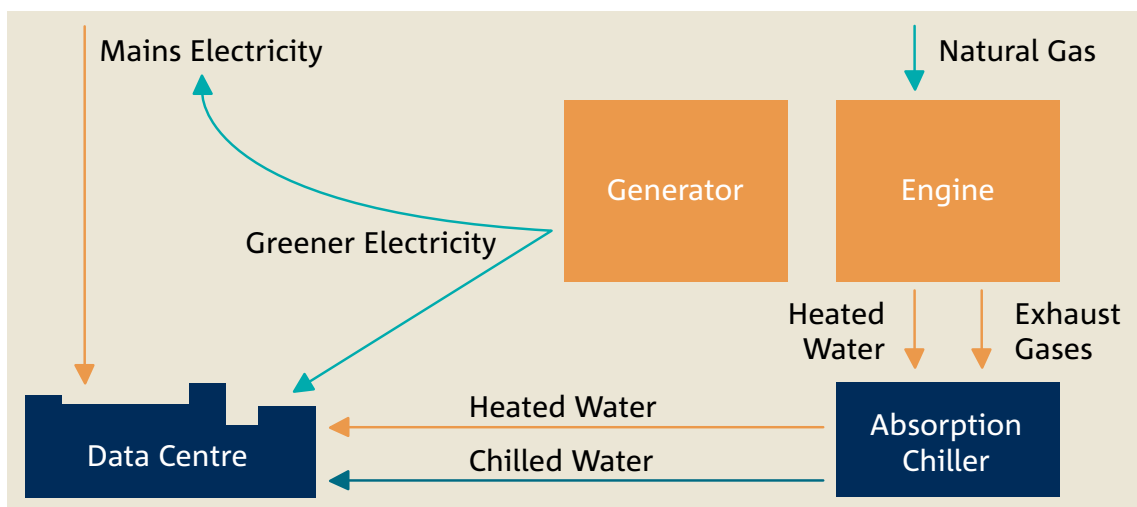 Mains Electricity
Natural Gas
Generator
Engine
Greener Electricity
Heated
Water
Exhaust
Gases
Heated Water
Absorption
Chiller
Data Centre
Chilled Water